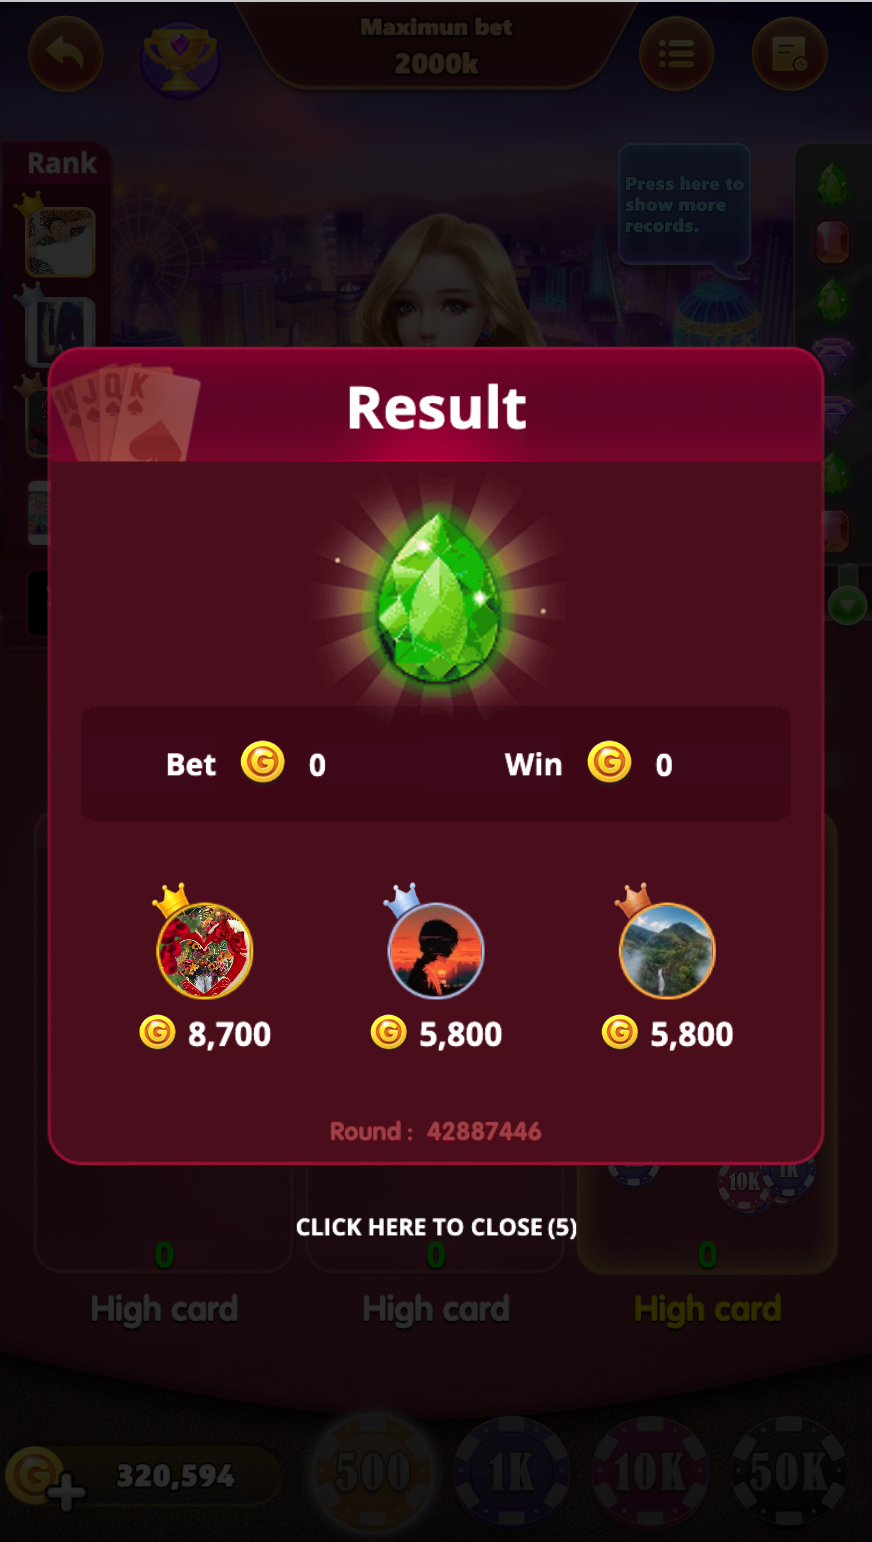 Maximun bet
2000k
Rank
Press here to
show more
records.
10 J Q K
Result
Bet G 0
Win G 0
G 8,700
G 5,800
G 5,800
Round : 42887446
10K 1K
CLICK HERE TO CLOSE (5)
0
0
0
High card
High card
High card
G 320,594
500
1K
10K
50K